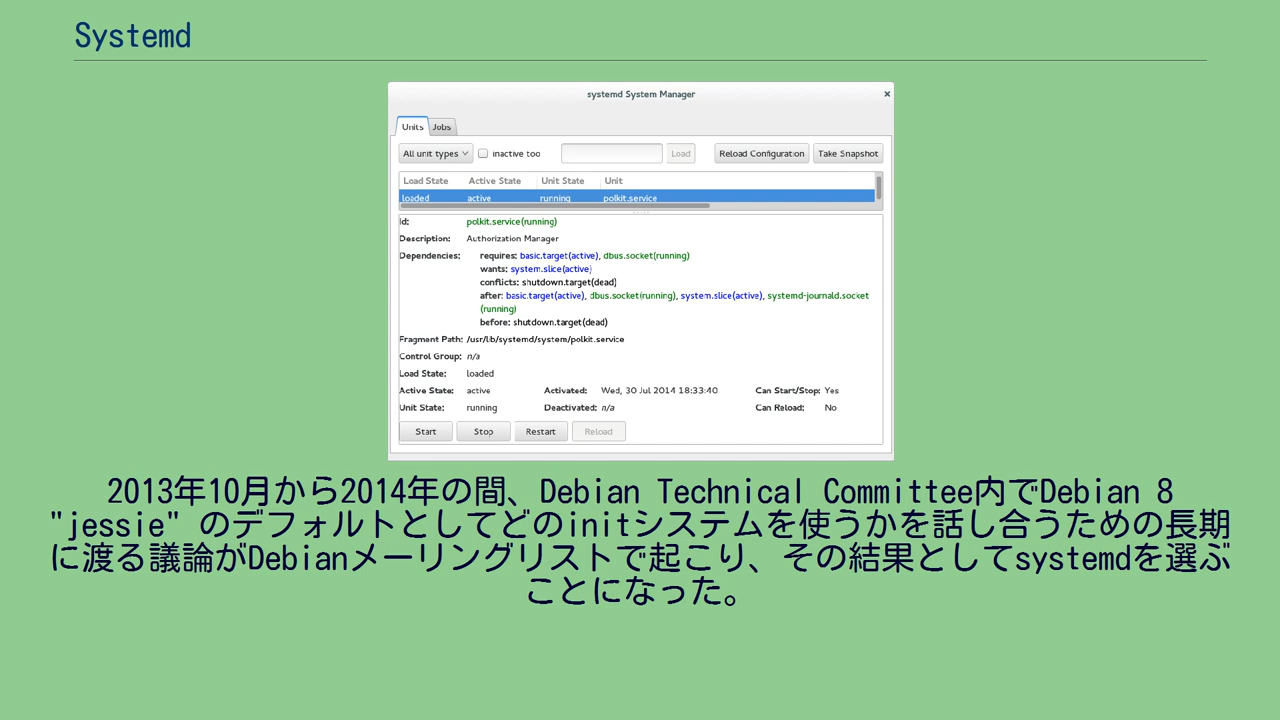 Systemd
systemd System Manager ×
Units Jobs
All unit types inactive too Load Reload Configuration Take Snapshot
Load State Active State Unit State Unit
loaded active running polkit.service
Id: polkit.service(running)
Description: Authorization Manager
Dependencies: requires: basic.target(active), dbus.socket(running)
wants: system.slice(active)
conflicts: shutdown.target(dead)
after: basic.target(active), dbus.socket(running), system.slice(active), systemd-journald.socket
(running)
before: shutdown.target(dead)
Fragment Path: /usr/lib/systemd/system/polkit.service
Control Group: n/a
Load State: loaded
Active State: active Activated: Wed, 30 Jul 2014 18:33:40 Can Start/Stop: Yes
Unit State: running Deactivated: n/a Can Reload: No
Start Stop Restart Reload
2013年10月から2014年の間、Debian Technical Committee内でDebian 8
"jessie" のデフォルトとしてどのinitシステムを使うかを話し合うための長期
に渡る議論がDebianメーリングリストで起こり、その結果としてsystemdを選ぶ
ことになった。